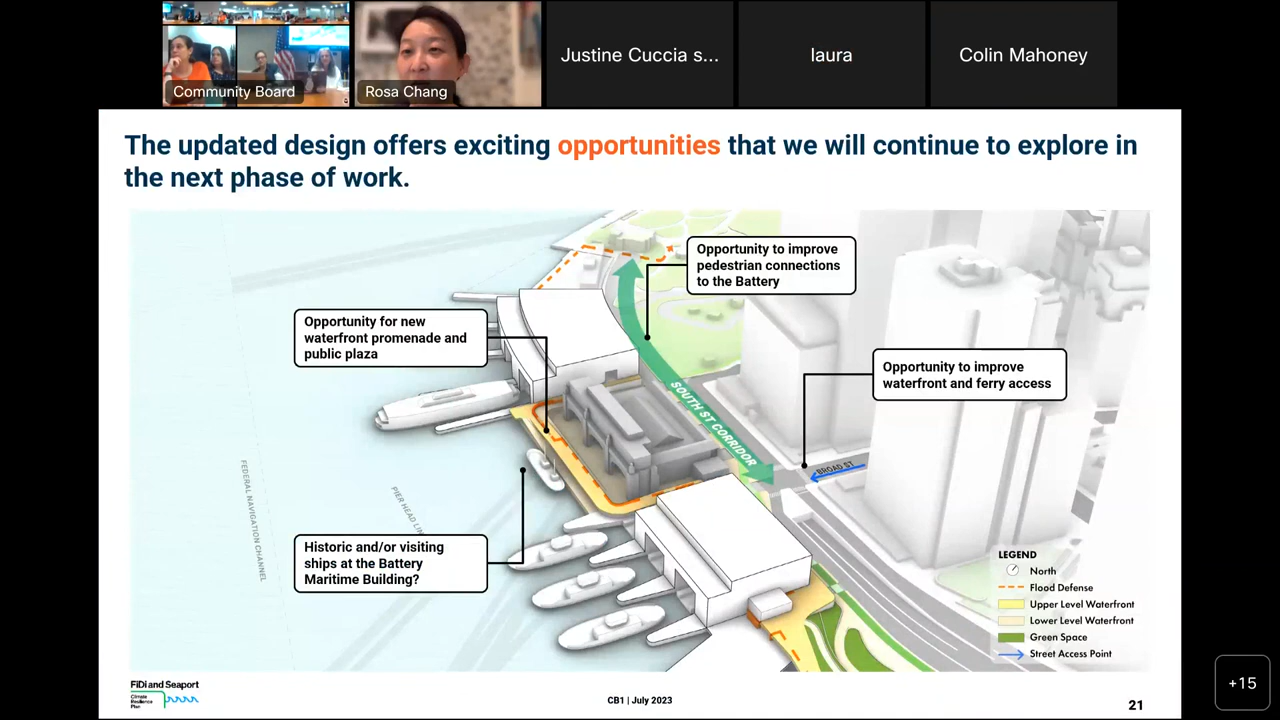 Community Board
Rosa Chang
Justine Cuccia s...
laura
Colin Mahoney
The updated design offers exciting opportunities that we will continue to explore in
the next phase of work.
Opportunity to improve
pedestrian connections
to the Battery
Opportunity for new
waterfront promenade and
public plaza
Opportunity to improve
waterfront and ferry access
SOUTH ST CORRIDOR
BROAD ST
FEDERAL NAVIGATION CHANNEL
PIER HEAD LIN
Historic and/or visiting
ships at the Battery
Maritime Building?
LEGEND
North
Flood Defense
Upper Level Waterfront
Lower Level Waterfront
Green Space
Street Access Point
FiDi and Seaport
Climate
Resilience
Plan
CB1 | July 2023
21
+15